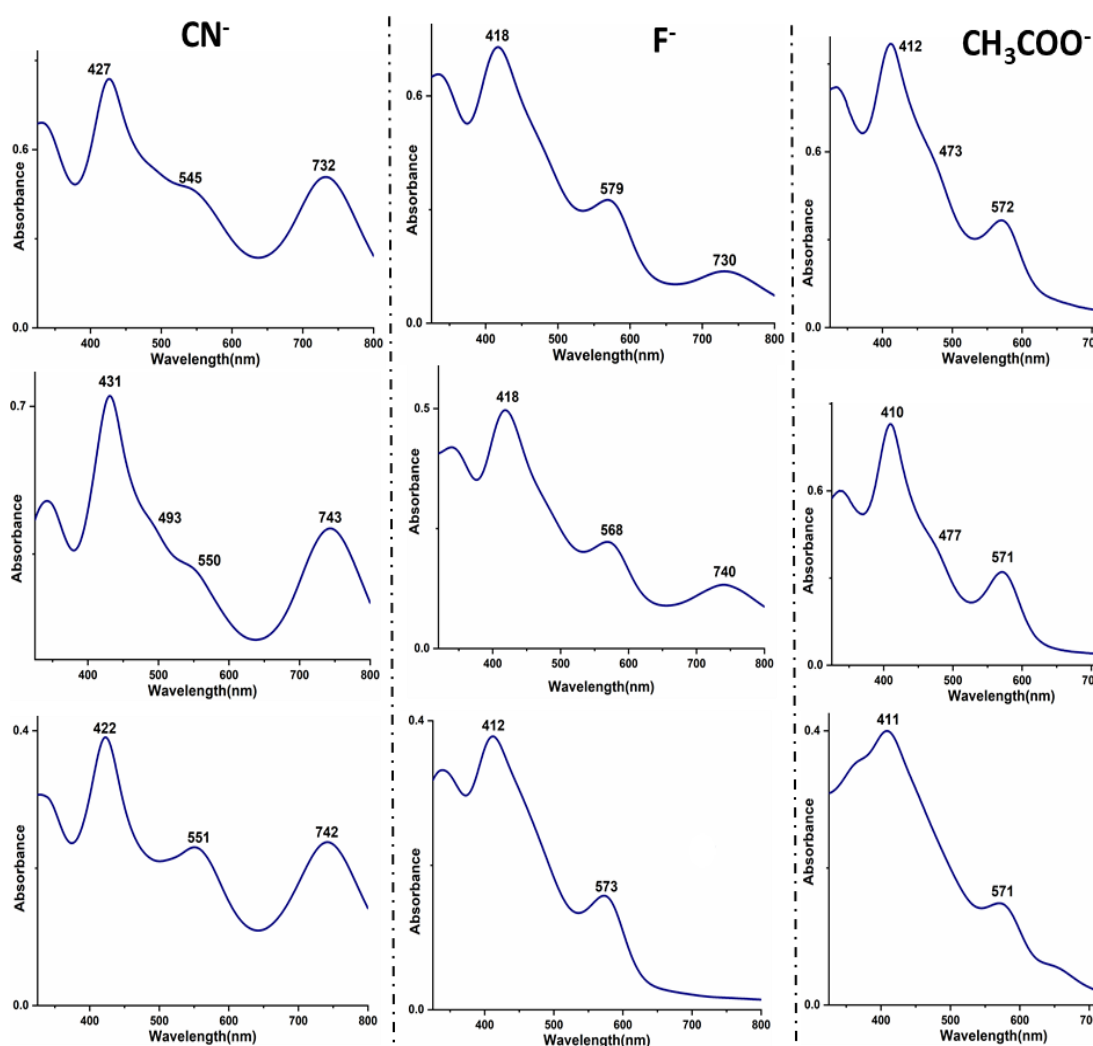 CN⁻
F⁻
CH₃COO⁻
427
545
732
0.6
0.0
Absorbance
400 500 600 700 800
Wavelength(nm)
418
579
730
0.6
0.0
Absorbance
400 500 600 700 800
Wavelength(nm)
412
473
572
0.6
0.0
Absorbance
400 500 600 700
Wavelength(nm)
431
493
550
743
0.7
Absorbance
400 500 600 700 800
Wavelength(nm)
418
568
740
0.5
0.0
Absorbance
400 500 600 700 800
Wavelength(nm)
410
477
571
0.6
0.0
Absorbance
400 500 600 700
Wavelength(nm)
422
551
742
0.4
0.0
Absorbance
400 500 600 700 800
Wavelength(nm)
412
573
0.4
0.0
Absorbance
400 500 600 700 800
Wavelength(nm)
411
571
0.4
0.0
Absorbance
400 500 600 700
Wavelength(nm)